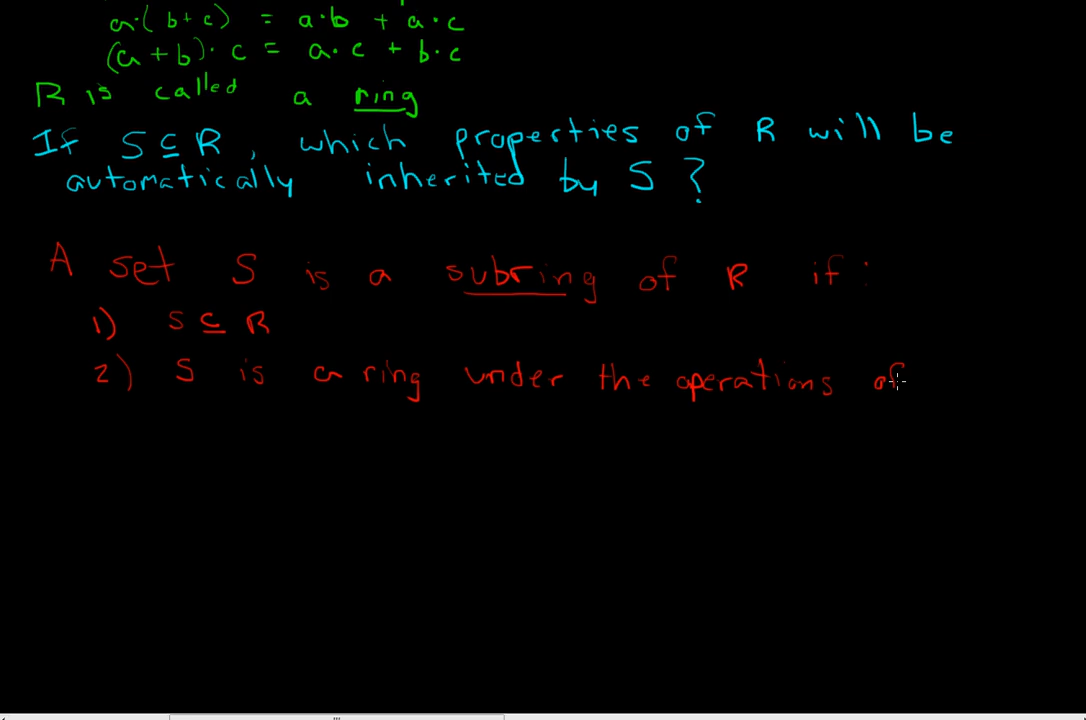 a·(b+c) = a·b + a·c
(a+b)·c = a·c + b·c
R is called a ring
If S ⊆ R, which properties of R will be
automatically inherited by S ?
A set S is a subring of R if :
1) S ⊆ R
2) S is a ring under the operations of